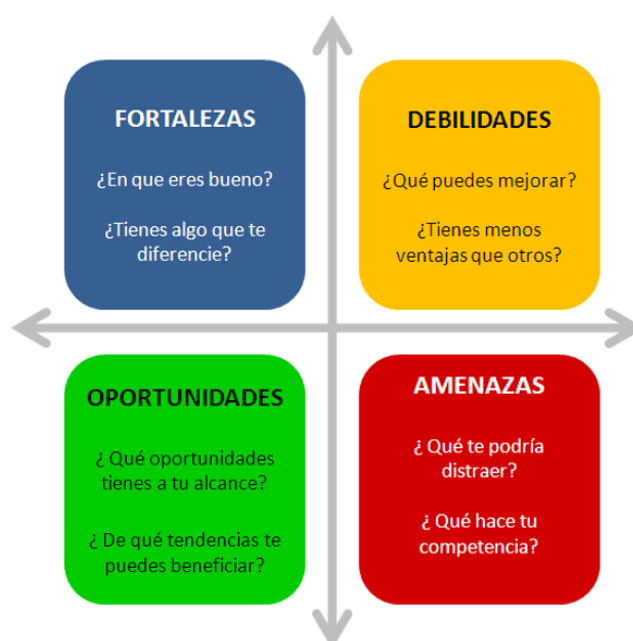 FORTALEZAS
¿En que eres bueno?
¿Tienes algo que te
diferencie?
DEBILIDADES
¿Qué puedes mejorar?
¿Tienes menos
ventajas que otros?
OPORTUNIDADES
¿ Qué oportunidades
tienes a tu alcance?
¿ De qué tendencias te
puedes beneficiar?
AMENAZAS
¿ Qué te podría
distraer?
¿ Qué hace tu
competencia?